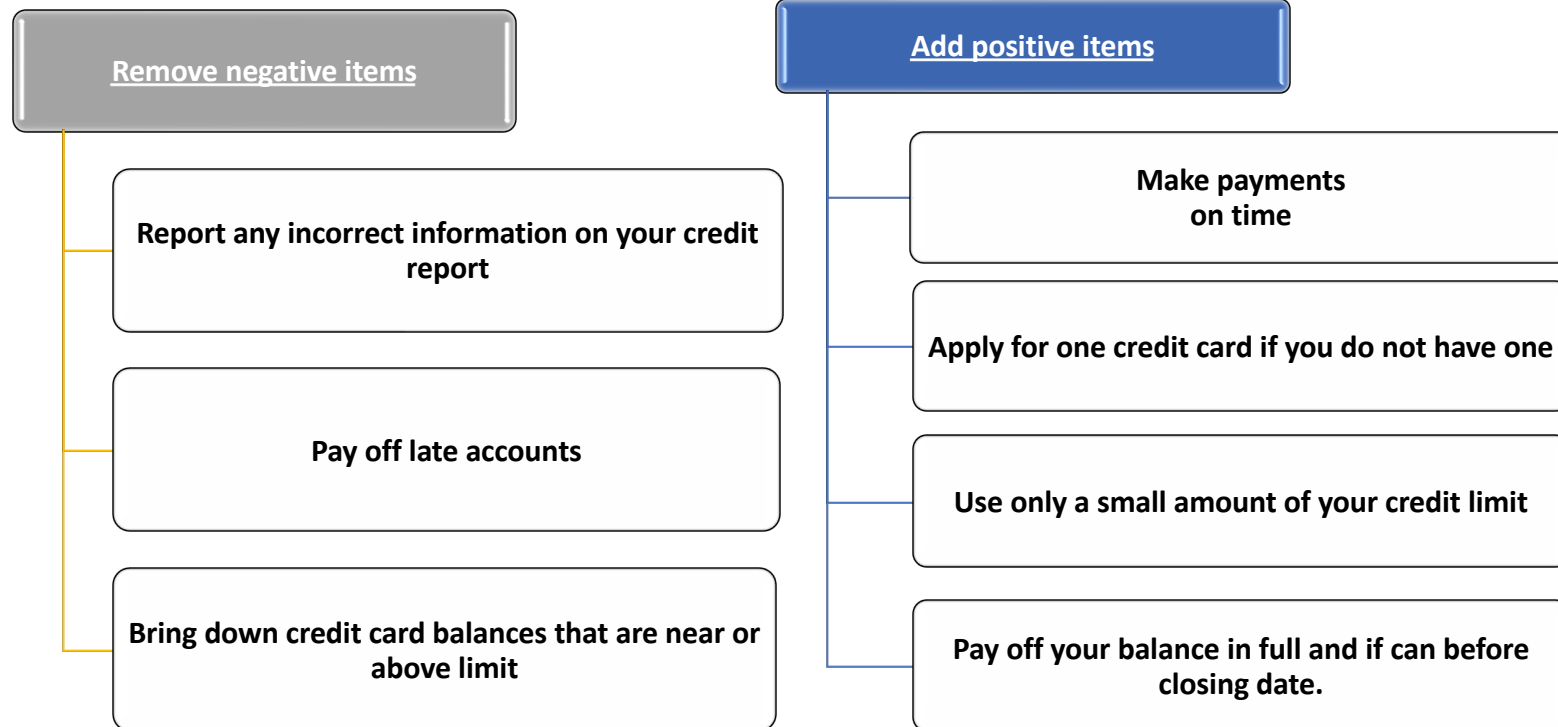 Remove negative items
Report any incorrect information on your credit
report
Pay off late accounts
Bring down credit card balances that are near or
above limit
Add positive items
Make payments
on time
Apply for one credit card if you do not have one
Use only a small amount of your credit limit
Pay off your balance in full and if can before
closing date.